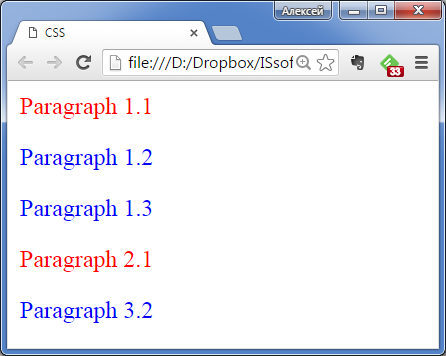 Алексей
CSS
file:///D:/Dropbox/ISsof
33
Paragraph 1.1
Paragraph 1.2
Paragraph 1.3
Paragraph 2.1
Paragraph 3.2